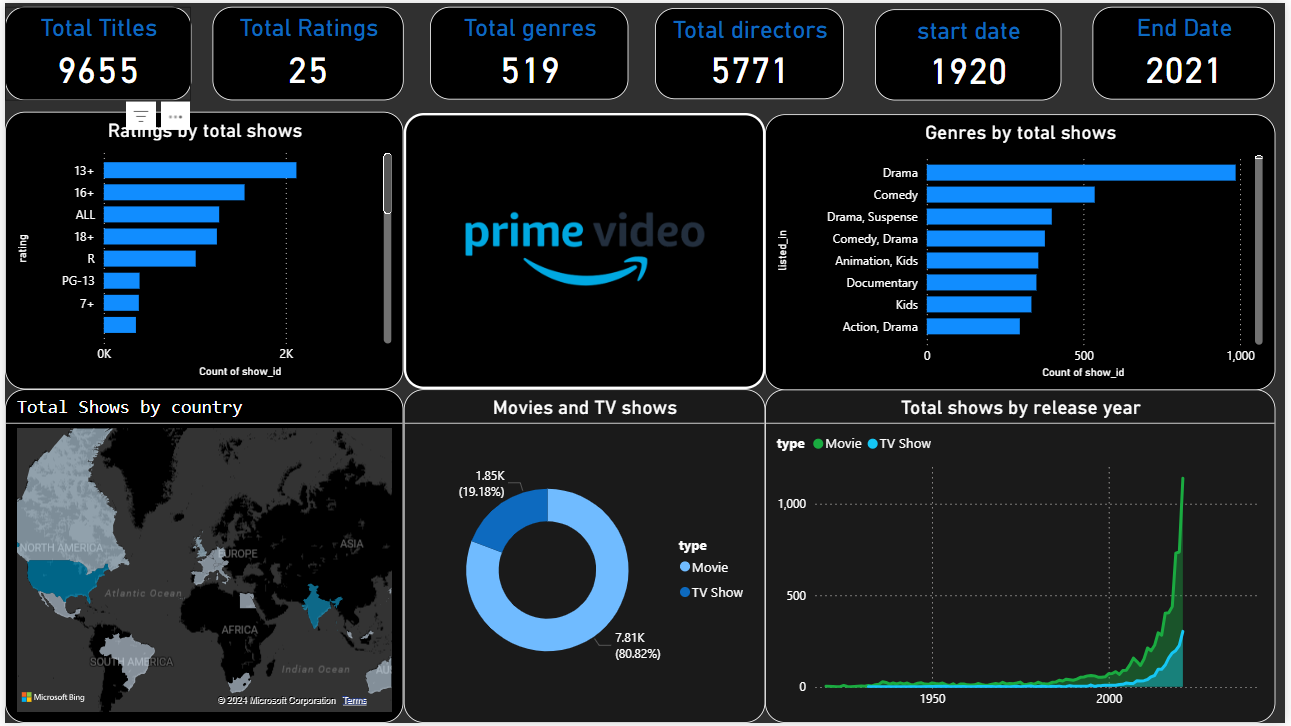 Total Titles
9655
Total Ratings
25
Total genres
519
Total directors
5771
start date
1920
End Date
2021
Ratings by total shows
rating
13+
16+
ALL
18+
R
PG-13
7+
0K
2K
Count of show_id
prime video
Genres by total shows
listed_in
Drama
Comedy
Drama, Suspense
Comedy, Drama
Animation, Kids
Documentary
Kids
Action, Drama
0
500
1,000
Count of show_id
Total Shows by country
NORTH AMERICA
EUROPE
ASIA
Atlantic Ocean
AFRICA
SOUTH AMERICA
Indian Ocean
AU
Microsoft Bing
© 2024 Microsoft Corporation Terms
Movies and TV shows
1.85K
(19.18%)
7.81K
(80.82%)
type
Movie
TV Show
Total shows by release year
type Movie TV Show
1,000
500
0
1950
2000